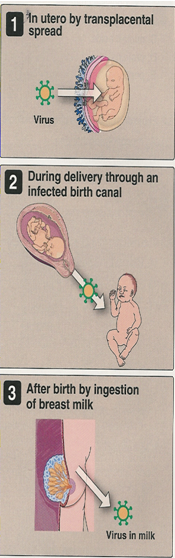 1 In utero by transplacental
spread
Virus
2 During delivery through an
infected birth canal
3 After birth by ingestion
of breast milk
Virus in milk